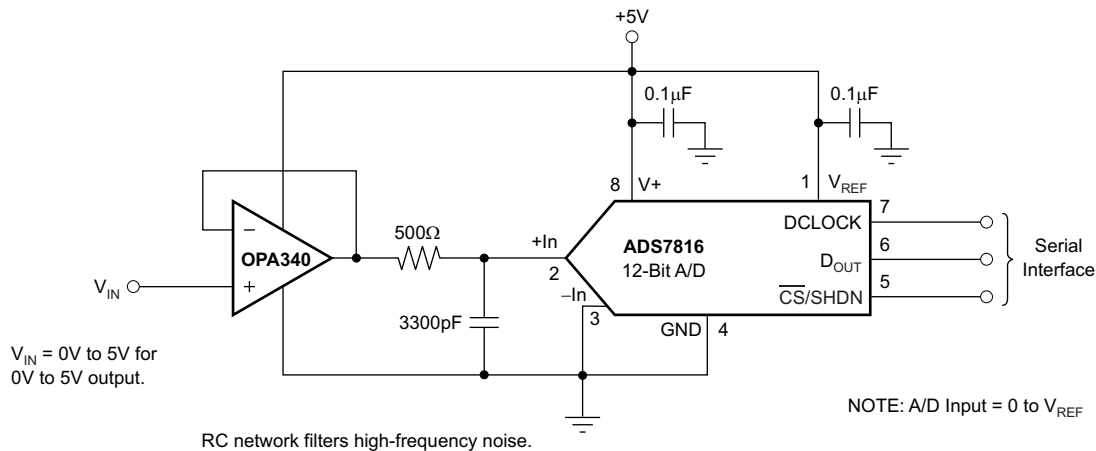 +5V
0.1µF
0.1µF
8
V+
1
VREF
−
OPA340
+
500Ω
+In
2
ADS7816
12-Bit A/D
DCLOCK
7
DOUT
6
CS/SHDN
5
Serial
Interface
VIN
–In
3
GND
4
3300pF
VIN = 0V to 5V for
0V to 5V output.
NOTE: A/D Input = 0 to VREF
RC network filters high-frequency noise.